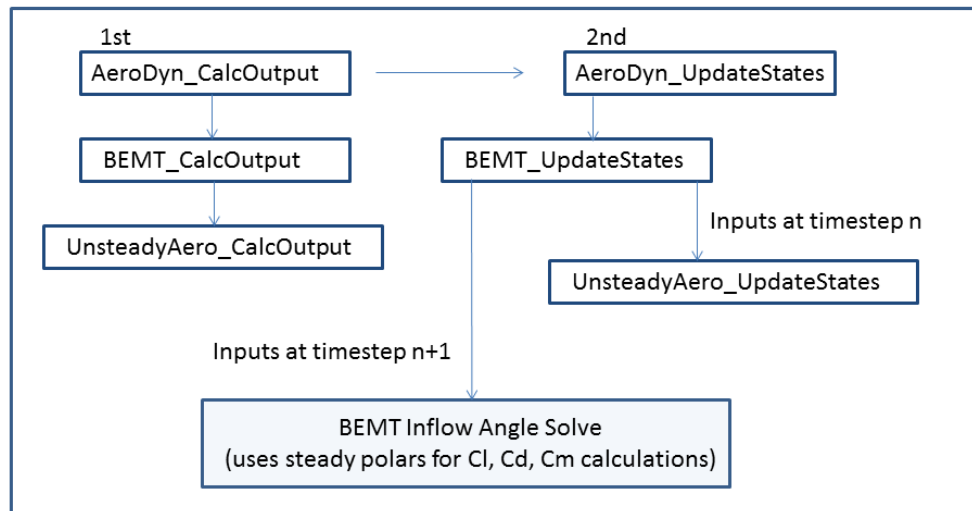 1st
AeroDyn_CalcOutput
BEMT_CalcOutput
UnsteadyAero_CalcOutput
2nd
AeroDyn_UpdateStates
BEMT_UpdateStates
Inputs at timestep n
UnsteadyAero_UpdateStates
Inputs at timestep n+1
BEMT Inflow Angle Solve
(uses steady polars for Cl, Cd, Cm calculations)